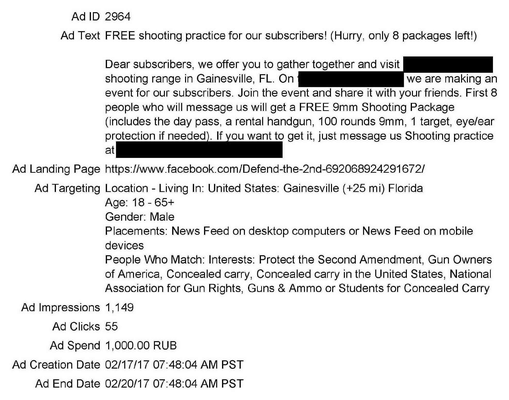 Ad ID 2964
Ad Text FREE shooting practice for our subscribers! (Hurry, only 8 packages left!)
Dear subscribers, we offer you to gather together and visit
shooting range in Gainesville, FL. On we are making an
event for our subscribers. Join the event and share it with your friends. First 8
people who will message us will get a FREE 9mm Shooting Package
(includes the day pass, a rental handgun, 100 rounds 9mm, 1 target, eye/ear
protection if needed). If you want to get it, just message us Shooting practice
at
Ad Landing Page https://www.facebook.com/Defend-the-2nd-692068924291672/
Ad Targeting Location - Living In: United States: Gainesville (+25 mi) Florida
Age: 18 - 65+
Gender: Male
Placements: News Feed on desktop computers or News Feed on mobile
devices
People Who Match: Interests: Protect the Second Amendment, Gun Owners
of America, Concealed carry, Concealed carry in the United States, National
Association for Gun Rights, Guns & Ammo or Students for Concealed Carry
Ad Impressions 1,149
Ad Clicks 55
Ad Spend 1,000.00 RUB
Ad Creation Date 02/17/17 07:48:04 AM PST
Ad End Date 02/20/17 07:48:04 AM PST